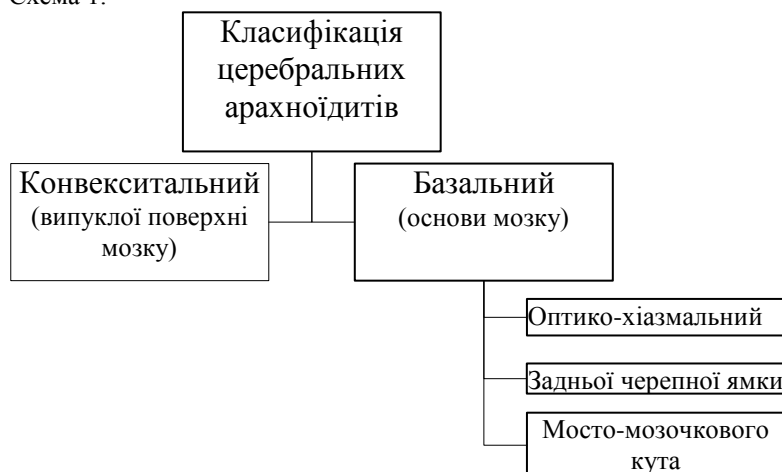 Схема 1.
Класифікація
церебральних
арахноїдитів
Конвекситальний
(випуклої поверхні
мозку)
Базальний
(основи мозку)
Оптико-хіазмальний
Задньої черепної ямки
Мосто-мозочкового
кута